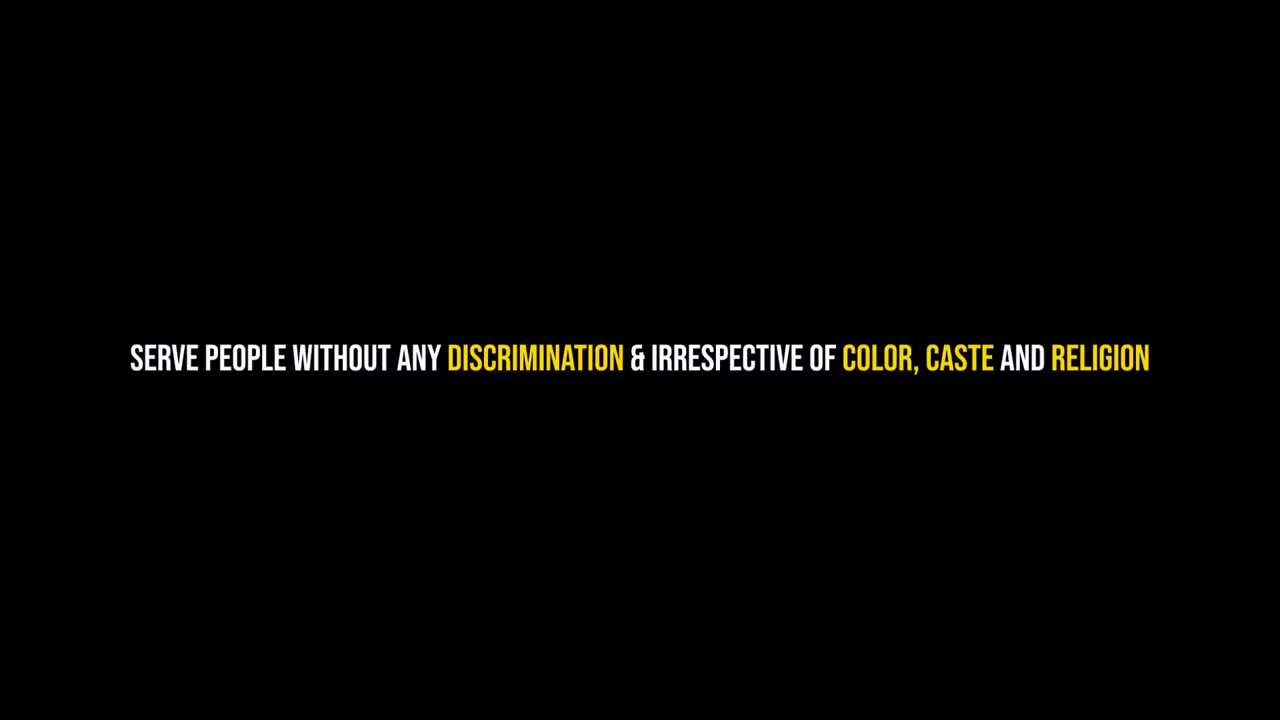 SERVE PEOPLE WITHOUT ANY DISCRIMINATION & IRRESPECTIVE OF COLOR, CASTE AND RELIGION